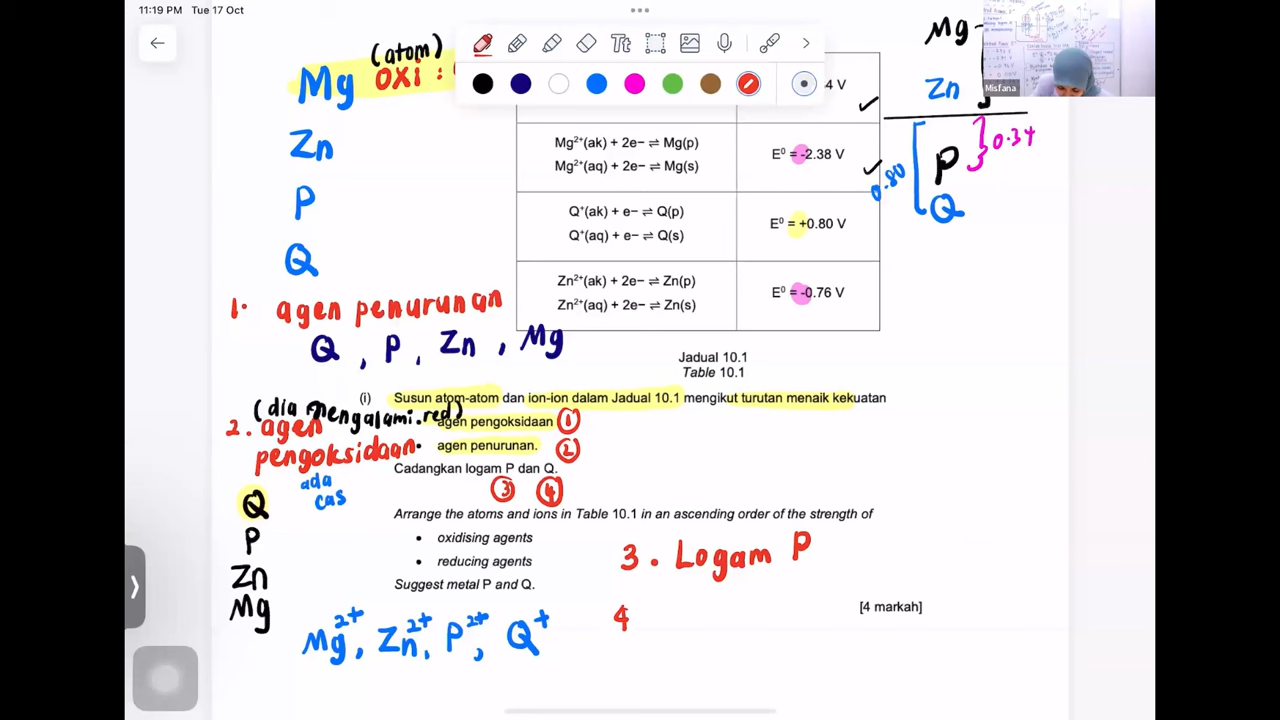 11:19 PM Tue 17 Oct
Tt
Misfana
(atom)
Mg OXI :
Zn
P
Q
4 V
Mg²⁺(ak) + 2e− ⇌ Mg(p)
Mg²⁺(aq) + 2e− ⇌ Mg(s)
E⁰ = -2.38 V
Q⁺(ak) + e− ⇌ Q(p)
Q⁺(aq) + e− ⇌ Q(s)
E⁰ = +0.80 V
Zn²⁺(ak) + 2e− ⇌ Zn(p)
Zn²⁺(aq) + 2e− ⇌ Zn(s)
E⁰ = -0.76 V
Mg
Zn
P
Q
0.34
0.80
1. agen penurunan
Q, P, Zn, Mg
Jadual 10.1
Table 10.1
(i) Susun atom-atom dan ion-ion dalam Jadual 10.1 mengikut turutan menaik kekuatan
• agen pengoksidaan 1
• agen penurunan. 2
Cadangkan logam P dan Q.
3 4
(dia mengalami red)
2. agen
pengoksidaan
ada
cas
Q
P
Zn
Mg
Arrange the atoms and ions in Table 10.1 in an ascending order of the strength of
• oxidising agents
• reducing agents
Suggest metal P and Q.
[4 markah]
3. Logam P
4
Mg²⁺, Zn²⁺, P²⁺, Q⁺